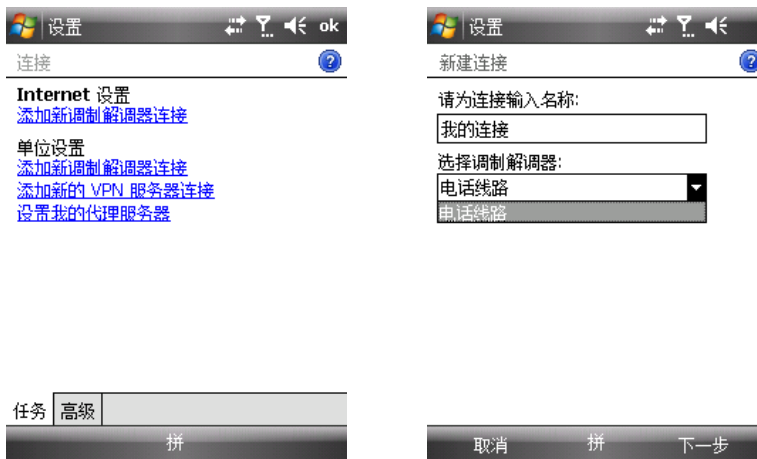 设置 ok
连接
Internet 设置
添加新调制解调器连接
单位设置
添加新调制解调器连接
添加新的 VPN 服务器连接
设置我的代理服务器
任务 高级
拼
设置
新建连接
请为连接输入名称:
我的连接
选择调制解调器:
电话线路
电话线路
取消 拼 下一步